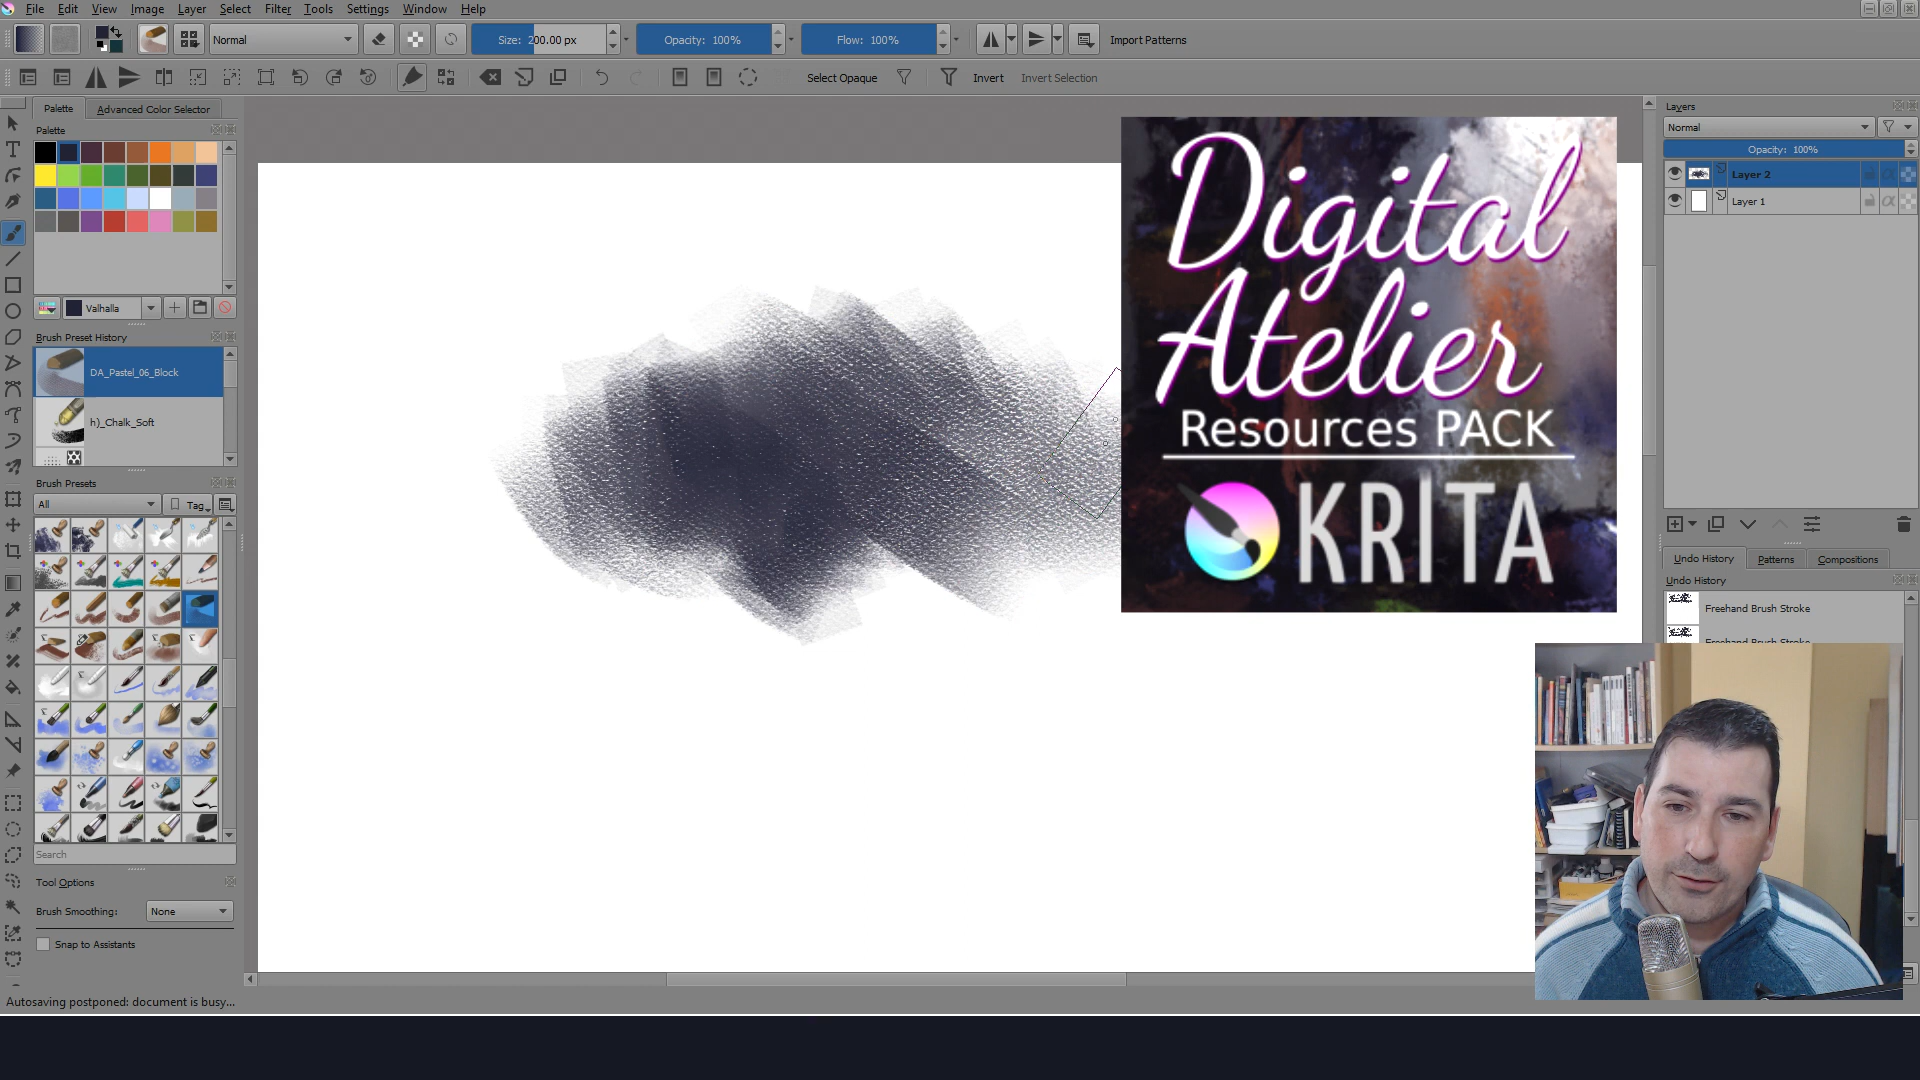 File Edit View Image Layer Select Filter Tools Settings Window Help
Normal Size: 200.00 px Opacity: 100% Flow: 100% Import Patterns
Select Opaque Invert Invert Selection
Palette Advanced Color Selector
Palette
Valhalla
Brush Preset History
DA_Pastel_06_Block
h)_Chalk_Soft
Brush Presets
All Tag
Search
Tool Options
Brush Smoothing: None
Snap to Assistants
Autosaving postponed: document is busy...
Digital
Atelier
Resources PACK
KRITA
Layers
Normal
Opacity: 100%
Layer 2
Layer 1
Undo History Patterns Compositions
Undo History
Freehand Brush Stroke
Freehand Brush Stroke